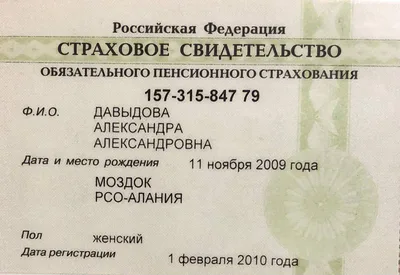 Российская Федерация
СТРАХОВОЕ СВИДЕТЕЛЬСТВО
ОБЯЗАТЕЛЬНОГО ПЕНСИОННОГО СТРАХОВАНИЯ
157-315-847 79
Ф.И.О. ДАВЫДОВА
АЛЕКСАНДРА
АЛЕКСАНДРОВНА
Дата и место рождения 11 ноября 2009 года
МОЗДОК
РСО-АЛАНИЯ
Пол женский
Дата регистрации 1 февраля 2010 года